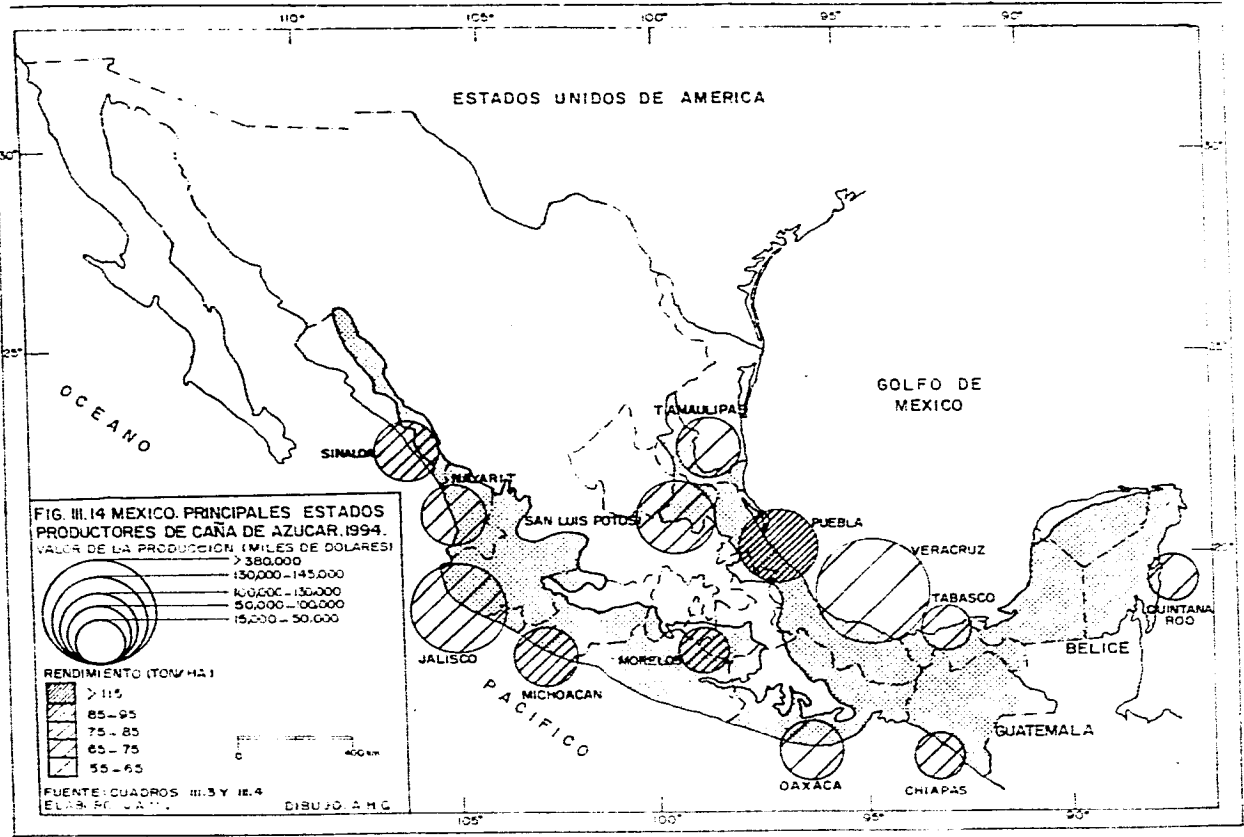 110° 105° 100° 95° 90°
ESTADOS UNIDOS DE AMERICA
30° 30°
25° 25°
GOLFO DE
MEXICO
OCEANO
TAMAULIPAS
SINALOA
NAYARIT
SAN LUIS POTOSI
PUEBLA
VERACRUZ
TABASCO
QUINTANA
ROO
BELICE
JALISCO
MORELOS
MICHOACAN
PACIFICO
GUATEMALA
OAXACA
CHIAPAS
FIG. III.14 MEXICO. PRINCIPALES ESTADOS
PRODUCTORES DE CAÑA DE AZUCAR. 1994.
VALOR DE LA PRODUCCION (MILES DE DOLARES)
> 380,000
130,000-145,000
100,000-130,000
50,000-100,000
15,000-50,000
RENDIMIENTO (TON/HA)
> 115
85-95
75-85
65-75
55-65
0 400 km
FUENTE: CUADROS III.3 Y III.4
DIBUJO: A.H.G.
105° 100° 95° 90°